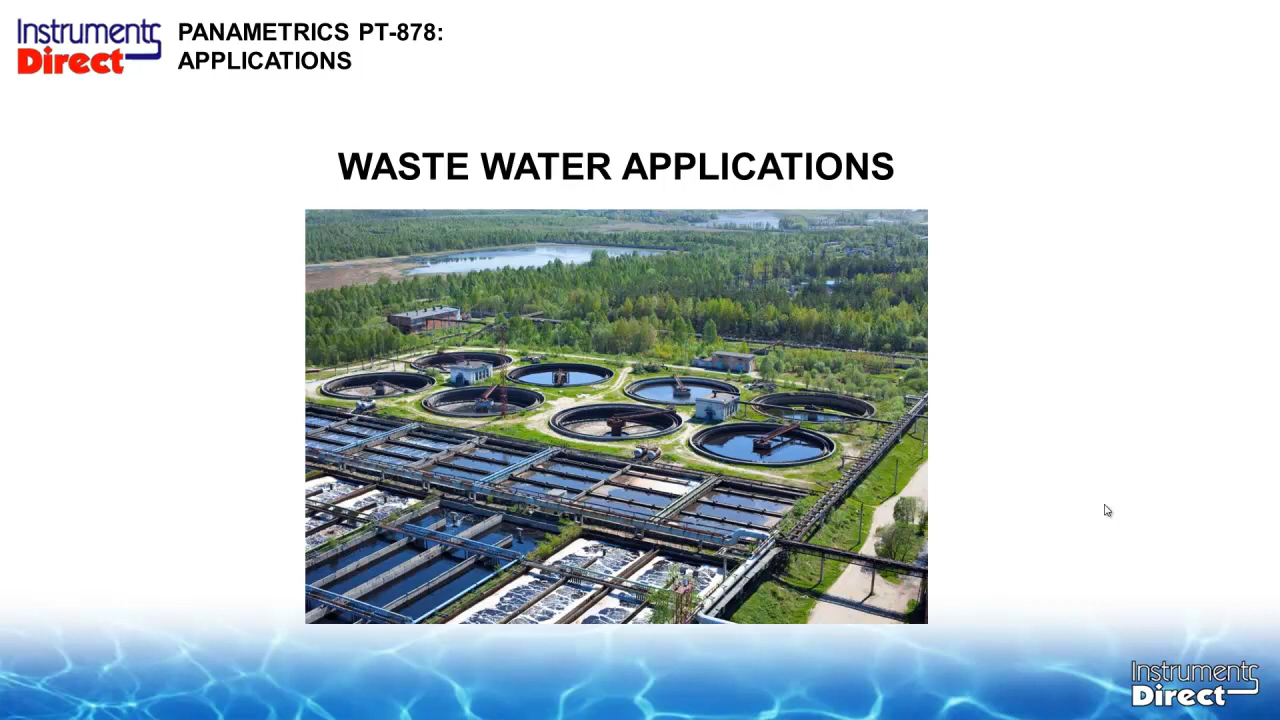 Instruments
Direct
PANAMETRICS PT-878:
APPLICATIONS
WASTE WATER APPLICATIONS
Instruments
Direct